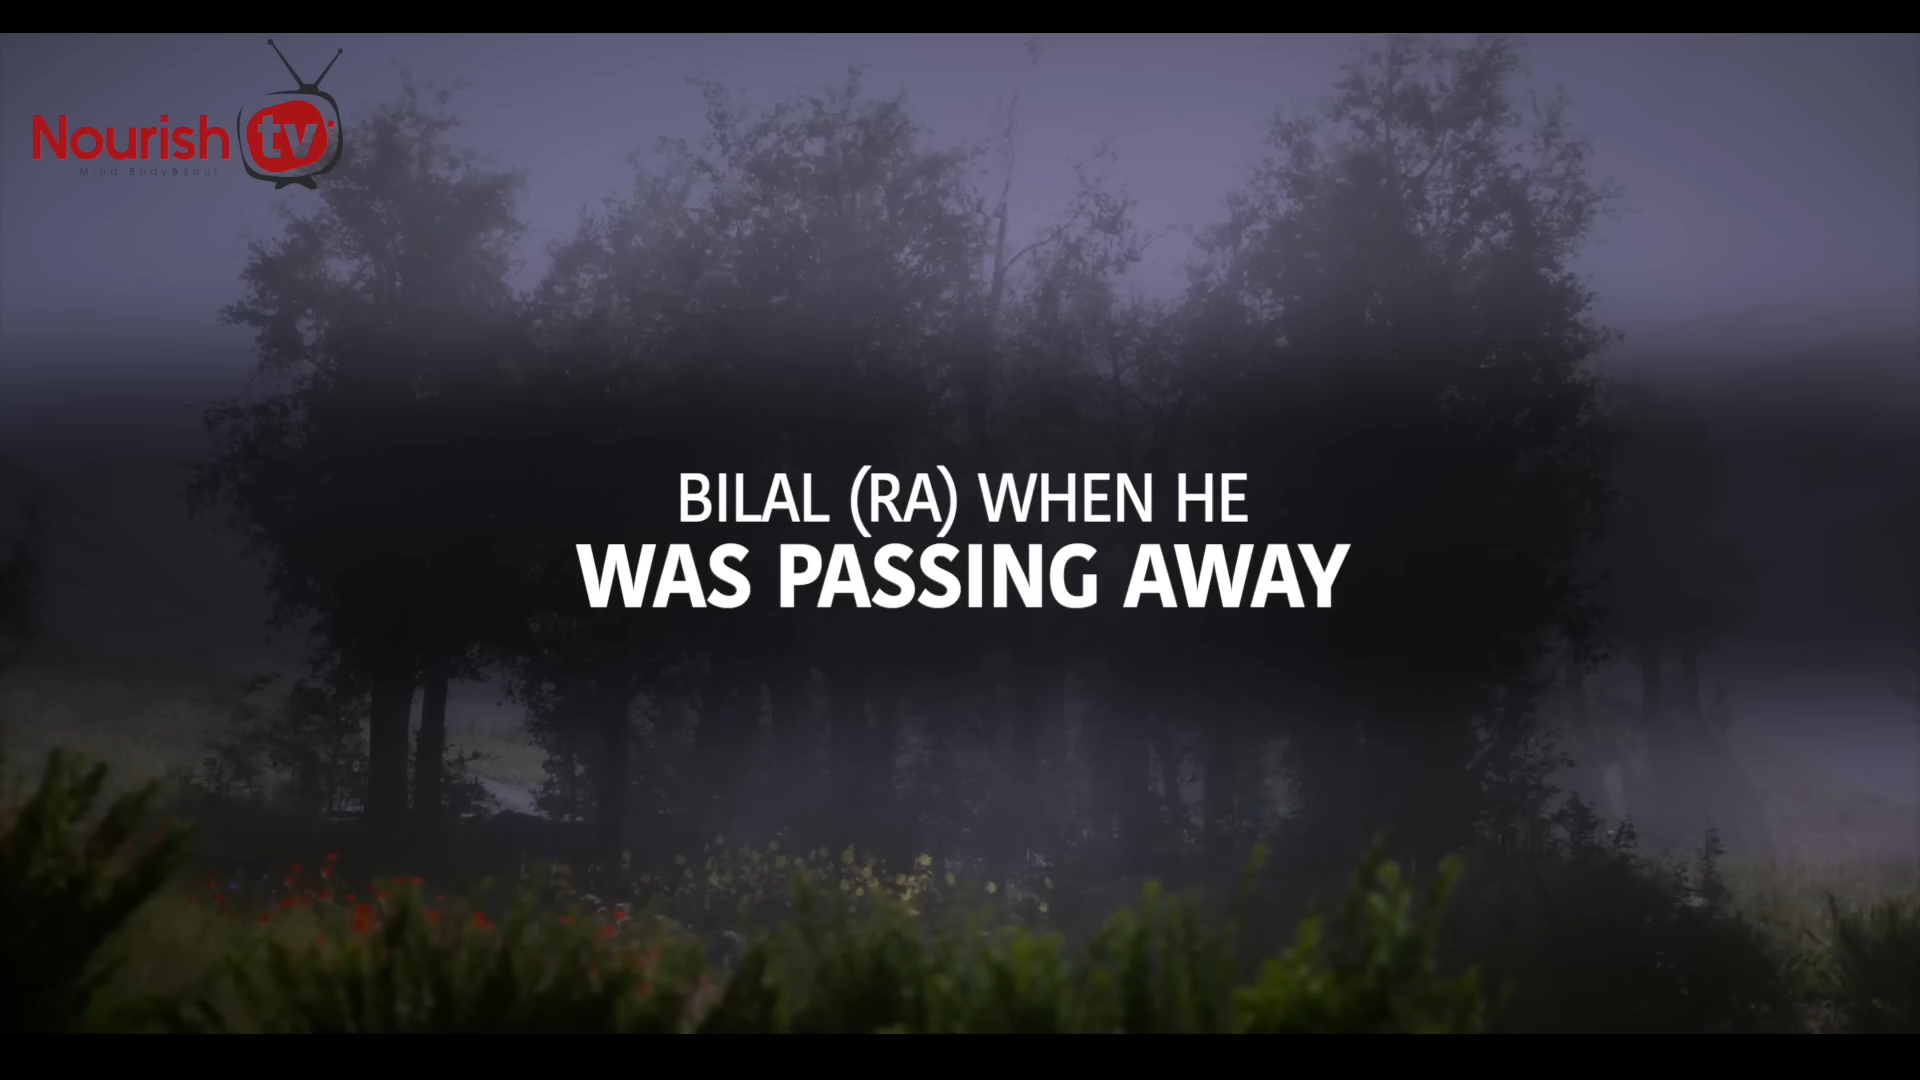 Nourish tv
Mind Body & Soul
BILAL (RA) WHEN HE
WAS PASSING AWAY